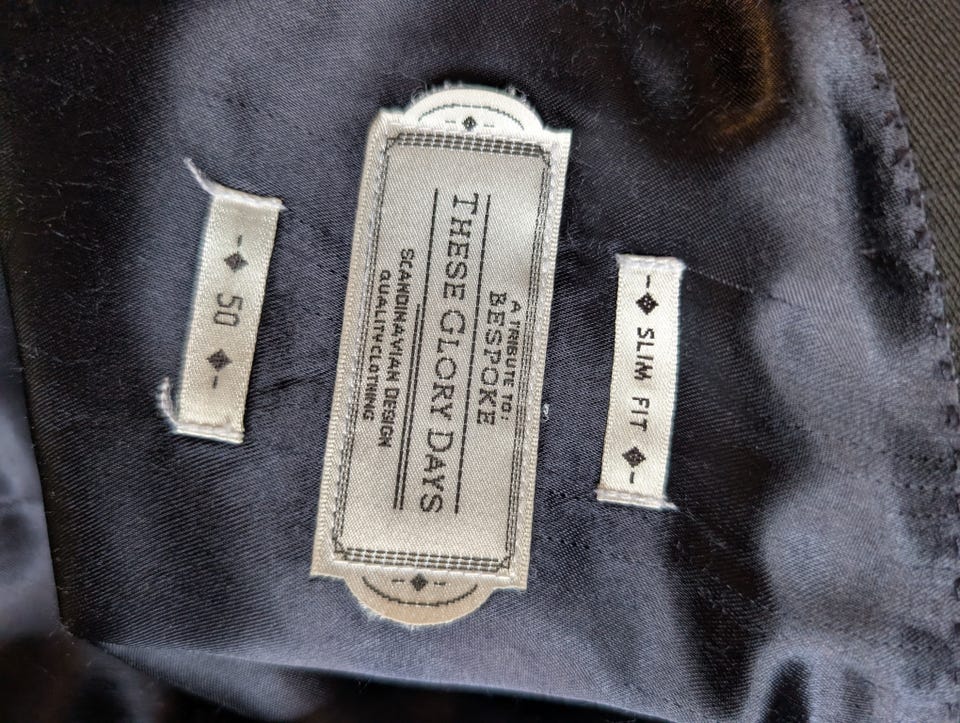 SLIM FIT
A TRIBUTE TO:
BESPOKE
THESE GLORY DAYS
SCANDINAVIAN DESIGN
QUALITY CLOTHING
50